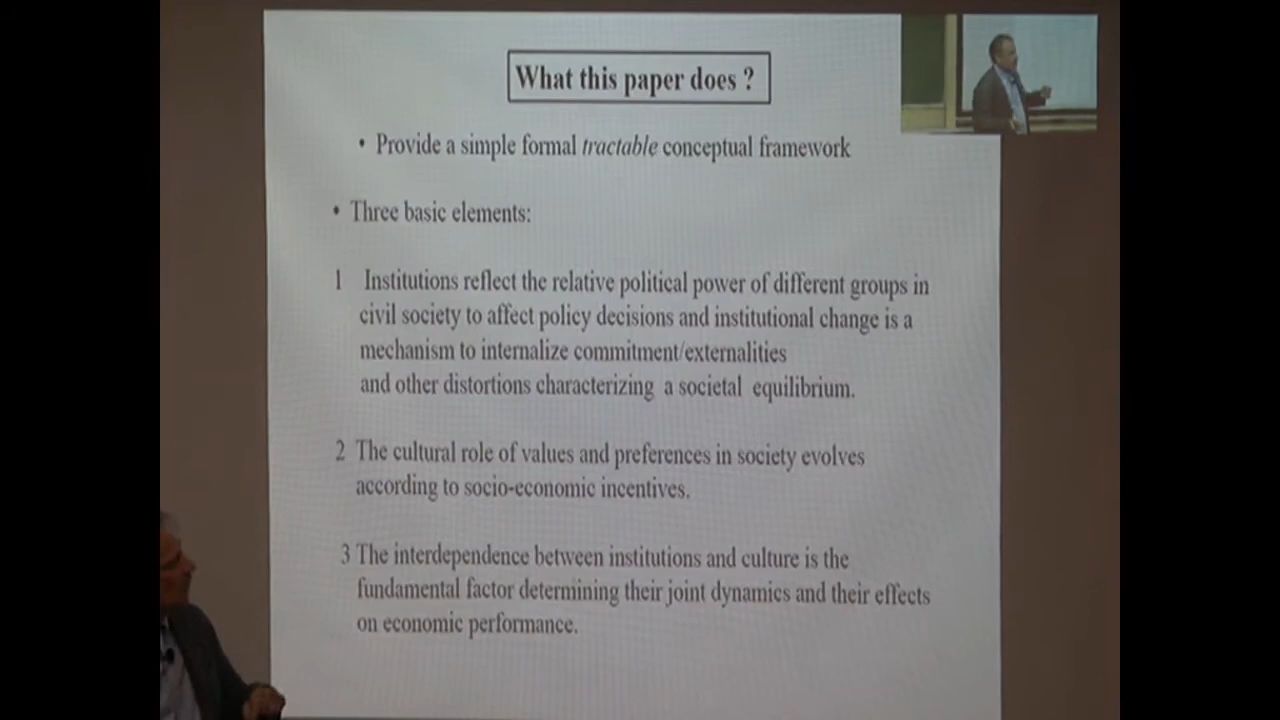 What this paper does ?
• Provide a simple formal tractable conceptual framework
• Three basic elements:
1 Institutions reflect the relative political power of different groups in
civil society to affect policy decisions and institutional change is a
mechanism to internalize commitment/externalities
and other distortions characterizing a societal equilibrium.
2 The cultural role of values and preferences in society evolves
according to socio-economic incentives.
3 The interdependence between institutions and culture is the
fundamental factor determining their joint dynamics and their effects
on economic performance.